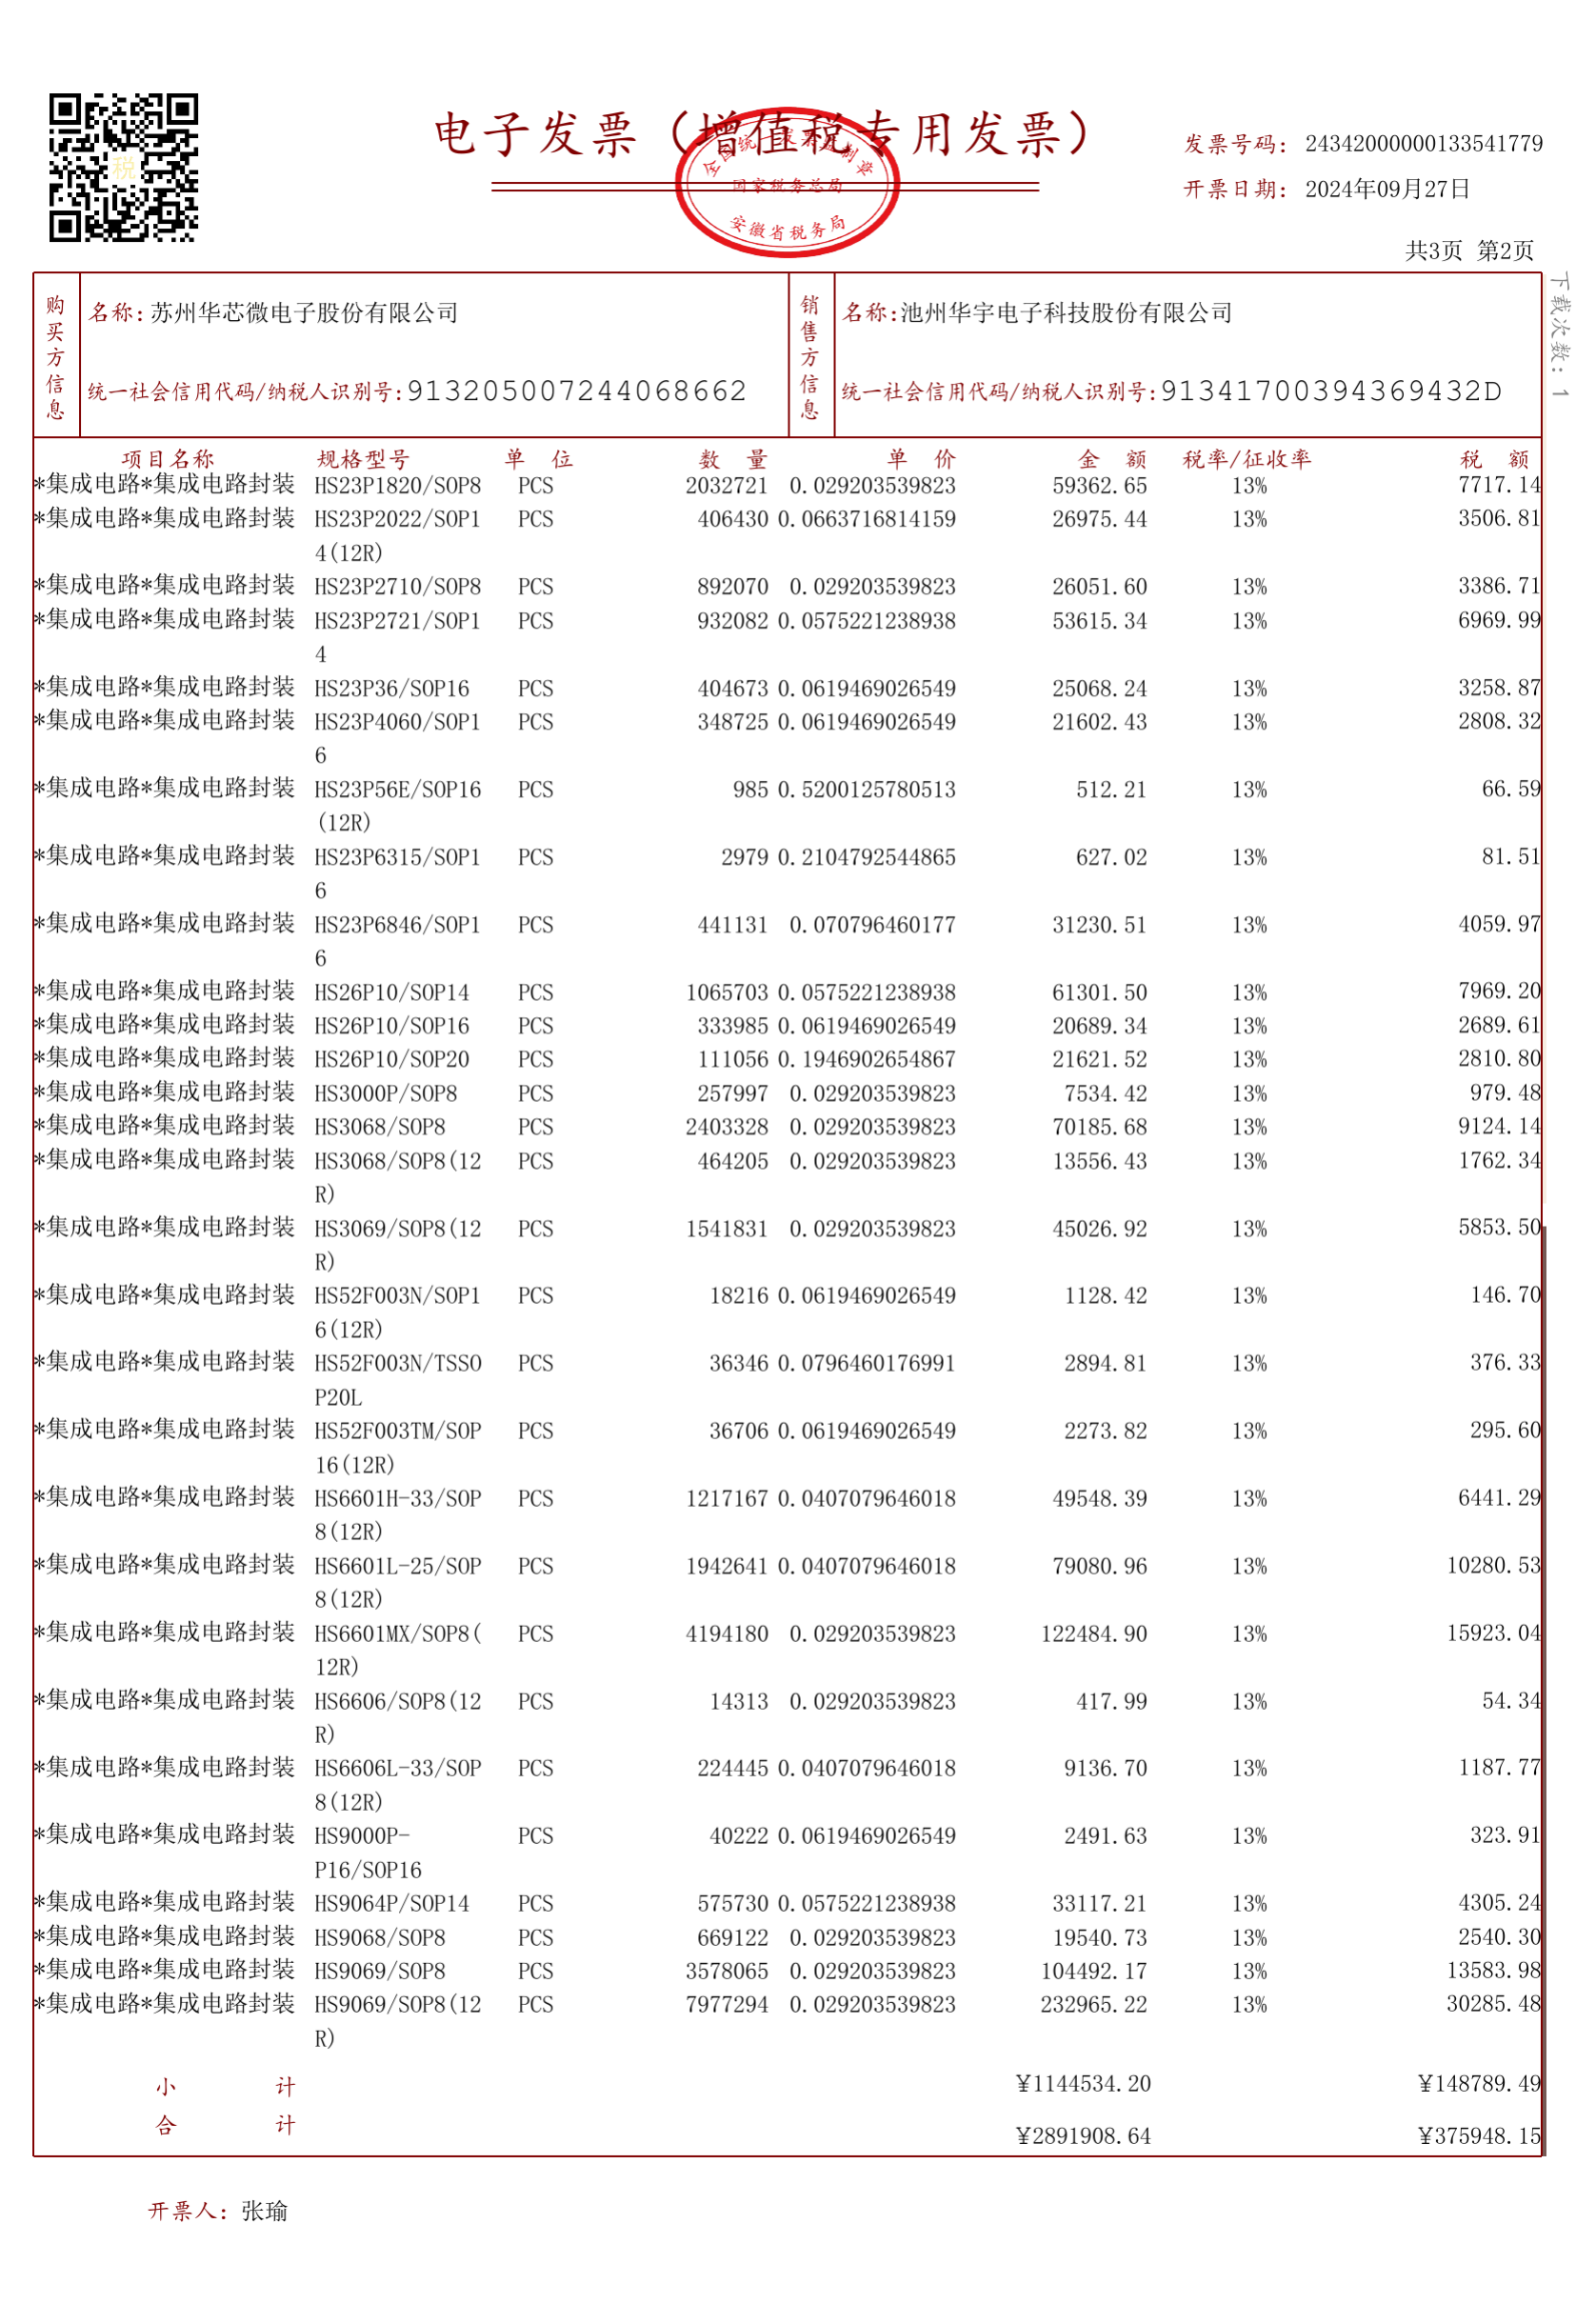 电子发票（增值税专用发票）
税
全国统一发票监制章
国家税务总局
安徽省税务局
发票号码: 24342000000133541779
开票日期: 2024年09月27日
共3页 第2页
下载次数: 1
购买方信息
名称: 苏州华芯微电子股份有限公司
统一社会信用代码/纳税人识别号: 913205007244068662
销售方信息
名称: 池州华宇电子科技股份有限公司
统一社会信用代码/纳税人识别号: 91341700394369432D
项目名称 规格型号 单 位 数 量 单 价 金 额 税率/征收率 税 额
*集成电路*集成电路封装 HS23P1820/SOP8 PCS 2032721 0.029203539823 59362.65 13% 7717.14
*集成电路*集成电路封装 HS23P2022/SOP1 PCS 406430 0.0663716814159 26975.44 13% 3506.81
4(12R)
*集成电路*集成电路封装 HS23P2710/SOP8 PCS 892070 0.029203539823 26051.60 13% 3386.71
*集成电路*集成电路封装 HS23P2721/SOP1 PCS 932082 0.0575221238938 53615.34 13% 6969.99
4
*集成电路*集成电路封装 HS23P36/SOP16 PCS 404673 0.0619469026549 25068.24 13% 3258.87
*集成电路*集成电路封装 HS23P4060/SOP1 PCS 348725 0.0619469026549 21602.43 13% 2808.32
6
*集成电路*集成电路封装 HS23P56E/SOP16 PCS 985 0.5200125780513 512.21 13% 66.59
(12R)
*集成电路*集成电路封装 HS23P6315/SOP1 PCS 2979 0.2104792544865 627.02 13% 81.51
6
*集成电路*集成电路封装 HS23P6846/SOP1 PCS 441131 0.070796460177 31230.51 13% 4059.97
6
*集成电路*集成电路封装 HS26P10/SOP14 PCS 1065703 0.0575221238938 61301.50 13% 7969.20
*集成电路*集成电路封装 HS26P10/SOP16 PCS 333985 0.0619469026549 20689.34 13% 2689.61
*集成电路*集成电路封装 HS26P10/SOP20 PCS 111056 0.1946902654867 21621.52 13% 2810.80
*集成电路*集成电路封装 HS3000P/SOP8 PCS 257997 0.029203539823 7534.42 13% 979.48
*集成电路*集成电路封装 HS3068/SOP8 PCS 2403328 0.029203539823 70185.68 13% 9124.14
*集成电路*集成电路封装 HS3068/SOP8(12 PCS 464205 0.029203539823 13556.43 13% 1762.34
R)
*集成电路*集成电路封装 HS3069/SOP8(12 PCS 1541831 0.029203539823 45026.92 13% 5853.50
R)
*集成电路*集成电路封装 HS52F003N/SOP1 PCS 18216 0.0619469026549 1128.42 13% 146.70
6(12R)
*集成电路*集成电路封装 HS52F003N/TSSO PCS 36346 0.0796460176991 2894.81 13% 376.33
P20L
*集成电路*集成电路封装 HS52F003TM/SOP PCS 36706 0.0619469026549 2273.82 13% 295.60
16(12R)
*集成电路*集成电路封装 HS6601H-33/SOP PCS 1217167 0.0407079646018 49548.39 13% 6441.29
8(12R)
*集成电路*集成电路封装 HS6601L-25/SOP PCS 1942641 0.0407079646018 79080.96 13% 10280.53
8(12R)
*集成电路*集成电路封装 HS6601MX/SOP8( PCS 4194180 0.029203539823 122484.90 13% 15923.04
12R)
*集成电路*集成电路封装 HS6606/SOP8(12 PCS 14313 0.029203539823 417.99 13% 54.34
R)
*集成电路*集成电路封装 HS6606L-33/SOP PCS 224445 0.0407079646018 9136.70 13% 1187.77
8(12R)
*集成电路*集成电路封装 HS9000P- PCS 40222 0.0619469026549 2491.63 13% 323.91
P16/SOP16
*集成电路*集成电路封装 HS9064P/SOP14 PCS 575730 0.0575221238938 33117.21 13% 4305.24
*集成电路*集成电路封装 HS9068/SOP8 PCS 669122 0.029203539823 19540.73 13% 2540.30
*集成电路*集成电路封装 HS9069/SOP8 PCS 3578065 0.029203539823 104492.17 13% 13583.98
*集成电路*集成电路封装 HS9069/SOP8(12 PCS 7977294 0.029203539823 232965.22 13% 30285.48
R)
小 计 ¥1144534.20 ¥148789.49
合 计 ¥2891908.64 ¥375948.15
开票人: 张瑜